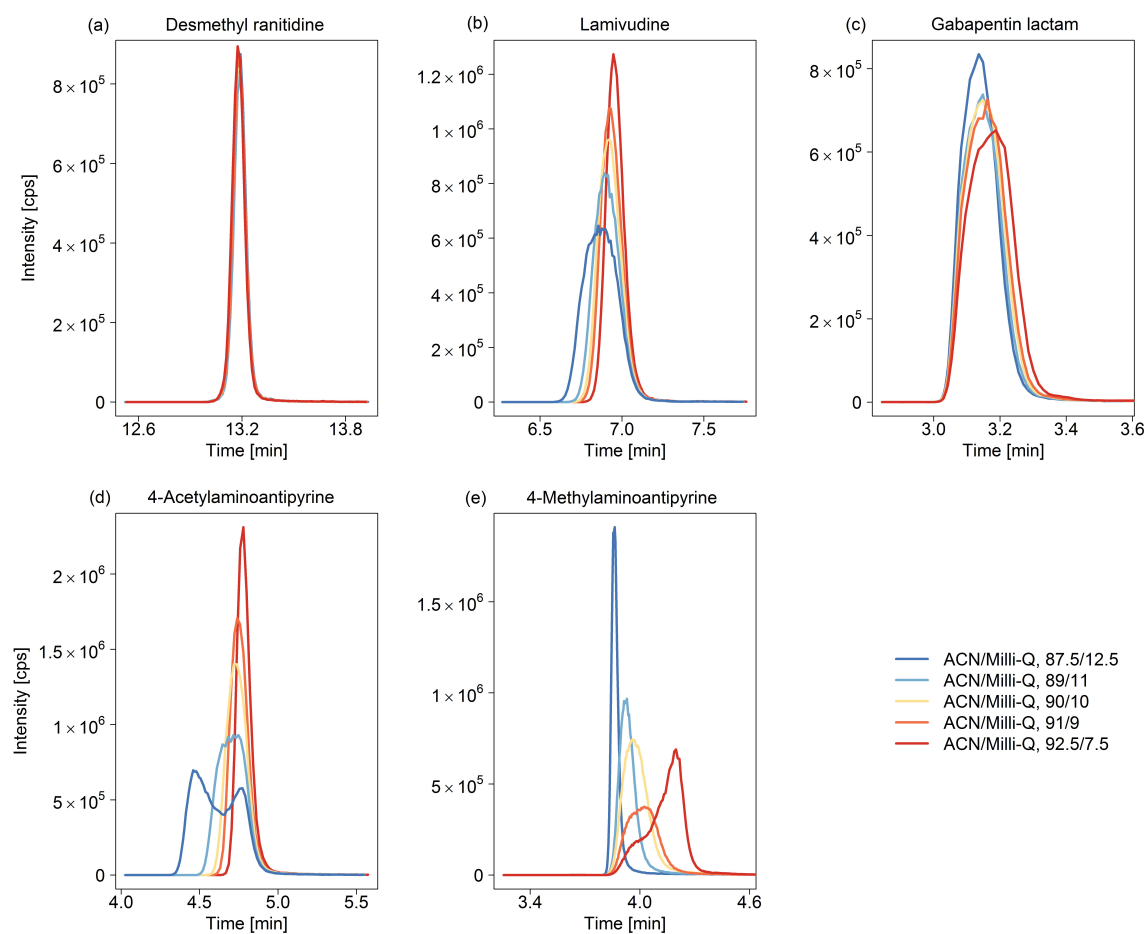 (a) Desmethyl ranitidine
(b) Lamivudine
(c) Gabapentin lactam
Intensity [cps]
8 × 10⁵
6 × 10⁵
4 × 10⁵
2 × 10⁵
0
12.6 13.2 13.8
Time [min]
1.2 × 10⁶
1 × 10⁶
8 × 10⁵
6 × 10⁵
4 × 10⁵
2 × 10⁵
0
6.5 7.0 7.5
Time [min]
8 × 10⁵
6 × 10⁵
4 × 10⁵
2 × 10⁵
0
3.0 3.2 3.4 3.6
Time [min]
(d) 4-Acetylaminoantipyrine
(e) 4-Methylaminoantipyrine
Intensity [cps]
2 × 10⁶
1.5 × 10⁶
1 × 10⁶
5 × 10⁵
0
4.0 4.5 5.0 5.5
Time [min]
1.5 × 10⁶
1 × 10⁶
5 × 10⁵
0
3.4 4.0 4.6
Time [min]
ACN/Milli-Q, 87.5/12.5
ACN/Milli-Q, 89/11
ACN/Milli-Q, 90/10
ACN/Milli-Q, 91/9
ACN/Milli-Q, 92.5/7.5